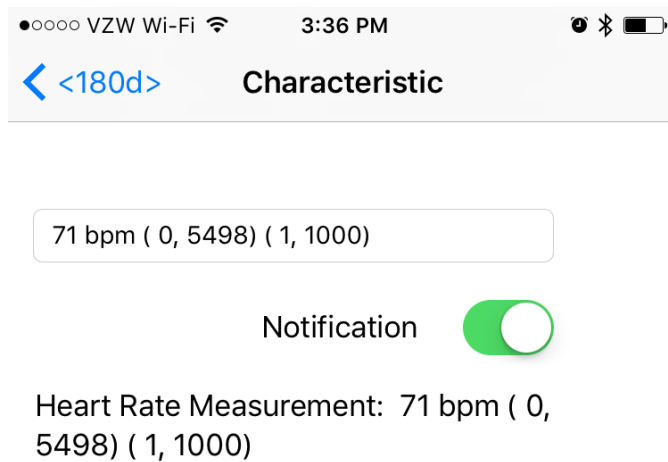 ●○○○○ VZW Wi-Fi 3:36 PM
<180d> Characteristic
71 bpm ( 0, 5498) ( 1, 1000)
Notification
Heart Rate Measurement:  71 bpm ( 0,
5498) ( 1, 1000)